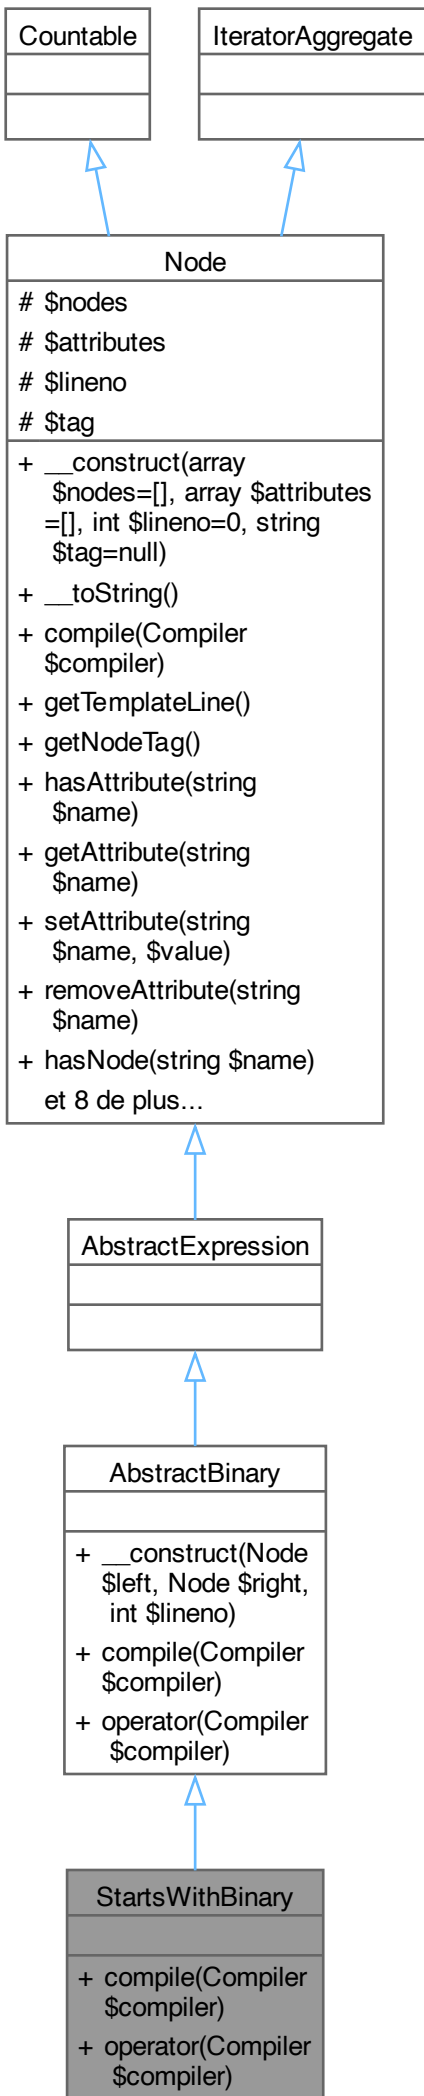 Countable
IteratorAggregate
Node
# $nodes
# $attributes
# $lineno
# $tag
+ __construct(array
$nodes=[], array $attributes
=[], int $lineno=0, string
$tag=null)
+ __toString()
+ compile(Compiler
$compiler)
+ getTemplateLine()
+ getNodeTag()
+ hasAttribute(string
$name)
+ getAttribute(string
$name)
+ setAttribute(string
$name, $value)
+ removeAttribute(string
$name)
+ hasNode(string $name)
et 8 de plus...
AbstractExpression
AbstractBinary
+ __construct(Node
$left, Node $right,
int $lineno)
+ compile(Compiler
$compiler)
+ operator(Compiler
$compiler)
StartsWithBinary
+ compile(Compiler
$compiler)
+ operator(Compiler
$compiler)